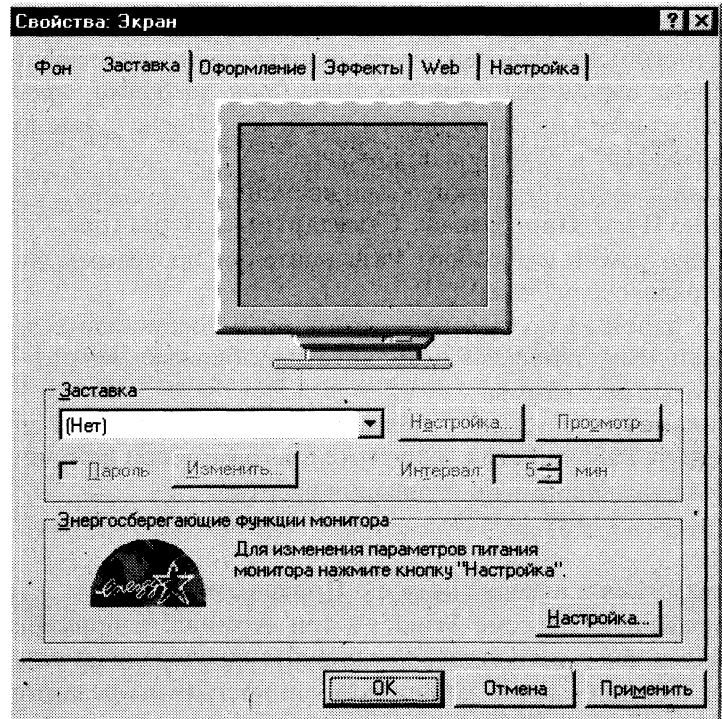 Свойства: Экран
Фон Заставка Оформление Эффекты Web Настройка
Заставка
(Нет) Настройка... Просмотр
Пароль Изменить... Интервал: 5 мин
Энергосберегающие функции монитора
energy
Для изменения параметров питания
монитора нажмите кнопку "Настройка".
Настройка...
OK Отмена Применить